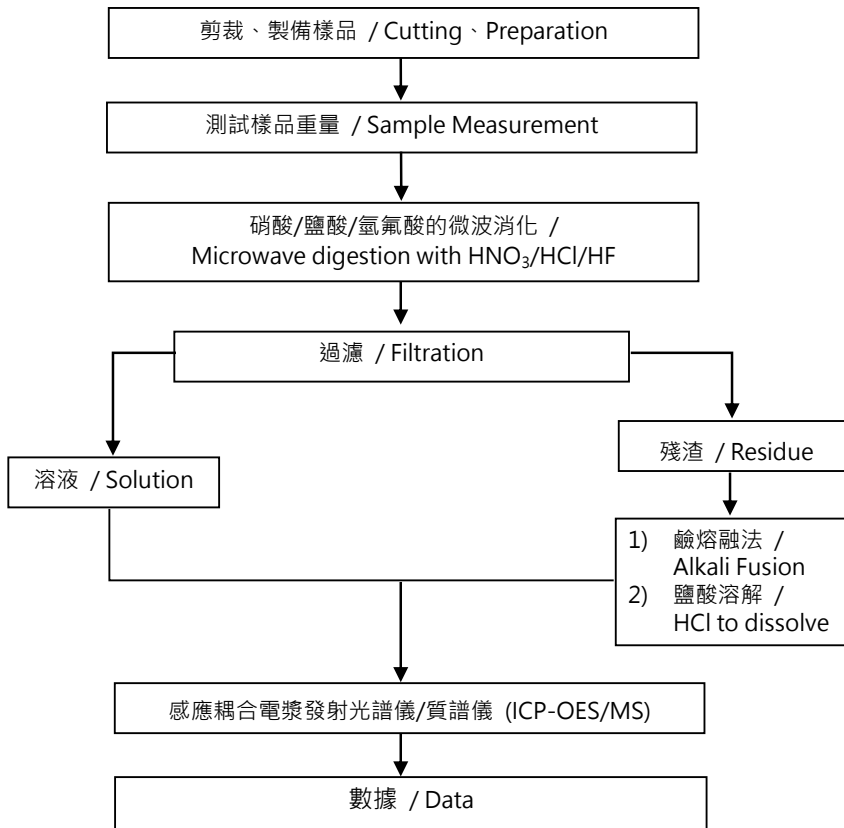 剪裁、製備樣品 / Cutting、Preparation
測試樣品重量 / Sample Measurement
硝酸/鹽酸/氫氟酸的微波消化 /
Microwave digestion with HNO₃/HCl/HF
過濾 / Filtration
溶液 / Solution
殘渣 / Residue
1) 鹼熔融法 /
Alkali Fusion
2) 鹽酸溶解 /
HCl to dissolve
感應耦合電漿發射光譜儀/質譜儀 (ICP-OES/MS)
數據 / Data